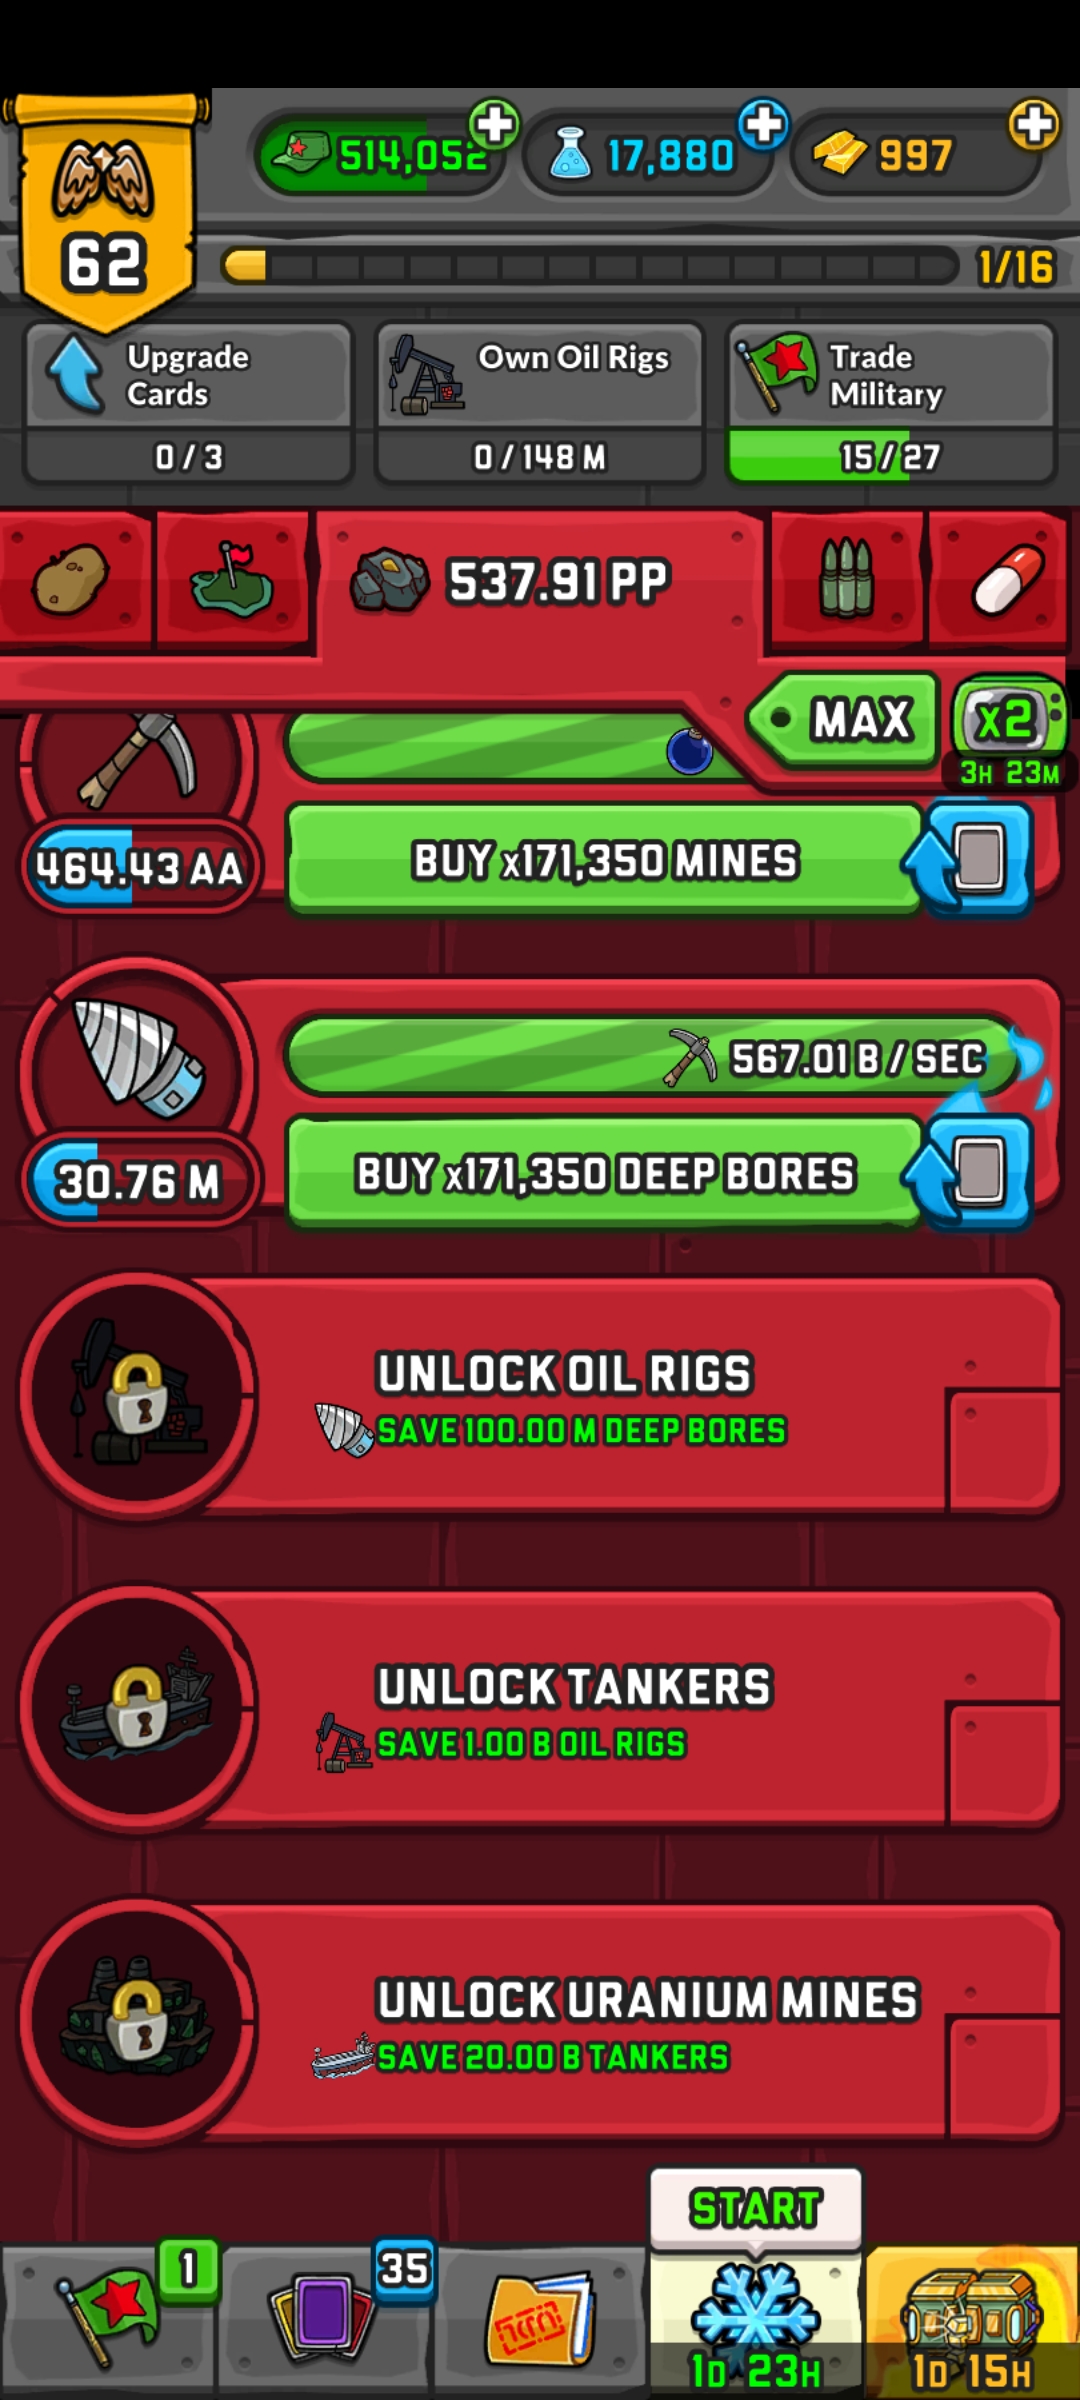 514,052
17,880
997
62
1/16
Upgrade
Cards
0 / 3
Own Oil Rigs
0 / 148 M
Trade
Military
15 / 27
537.91 PP
MAX
x2
3H 23M
464.43 AA
BUY x171,350 MINES
567.01 B / SEC
30.76 M
BUY x171,350 DEEP BORES
UNLOCK OIL RIGS
SAVE 100.00 M DEEP BORES
UNLOCK TANKERS
SAVE 1.00 B OIL RIGS
UNLOCK URANIUM MINES
SAVE 20.00 B TANKERS
START
1
35
1D 23H
1D 15H